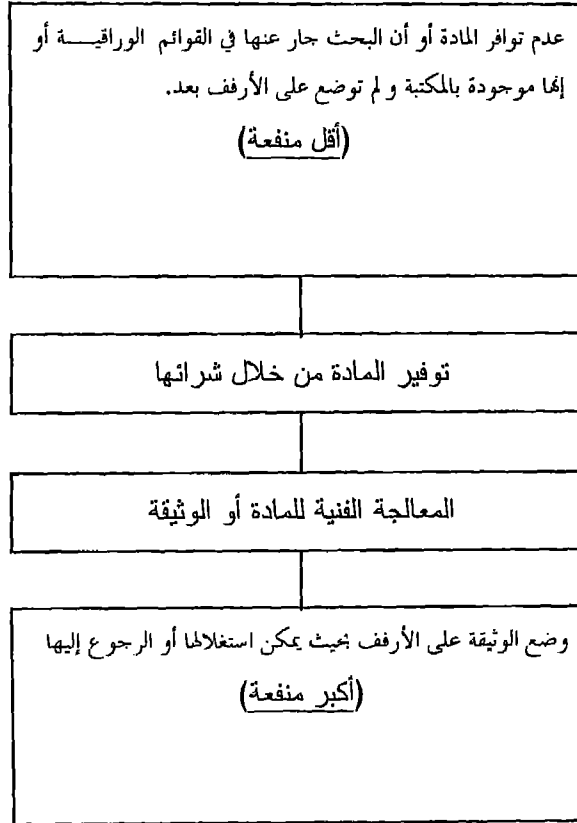 عدم توافر المادة أو أن البحث جار عنها في القوائم الوراقيـــة أو
إنها موجودة بالمكتبة و لم توضع على الأرفف بعد.
(أقل منفعة)
توفير المادة من خلال شرائها
المعالجة الفنية للمادة أو الوثيقة
وضع الوثيقة على الأرفف بحيث يمكن استغلالها أو الرجوع إليها
(أكبر منفعة)